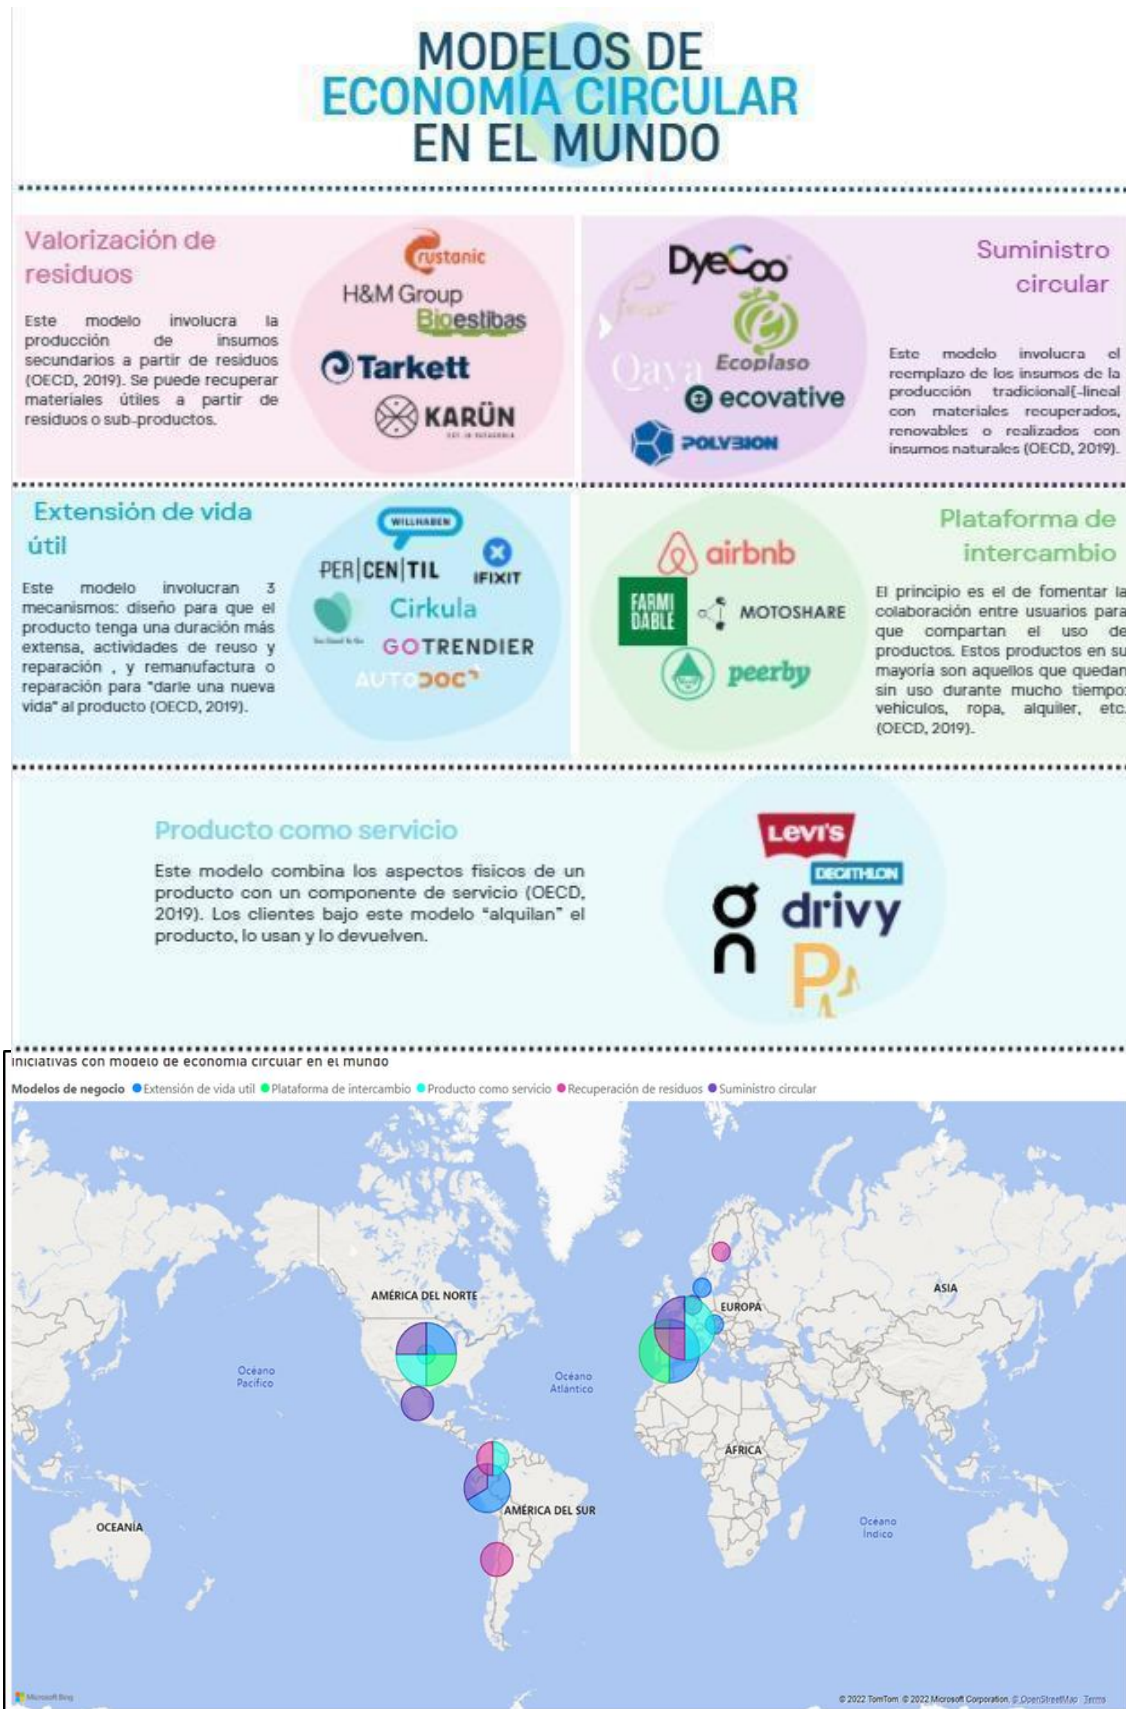 MODELOS DE
ECONOMÍA CIRCULAR
EN EL MUNDO
Valorización de
residuos
Este modelo involucra la
producción de insumos
secundarios a partir de residuos
(OECD, 2019). Se puede recuperar
materiales útiles a partir de
residuos o sub-productos.
rustanic
H&M Group
Bioestibas
Tarkett
KARÜN
DyeCoo
Qaya
Ecoplaso
ecovative
POLYBION
Suministro
circular
Este modelo involucra el
reemplazo de los insumos de la
producción tradicional{-lineal
con materiales recuperados,
renovables o realizados con
insumos naturales (OECD, 2019).
Extensión de vida
útil
Este modelo involucran 3
mecanismos: diseño para que el
producto tenga una duración más
extensa, actividades de reuso y
reparación , y remanufactura o
reparación para "darle una nueva
vida" al producto (OECD, 2019).
WILLHABEN
PER|CEN|TIL
IFIXIT
Cirkula
GOTRENDIER
AUTODOC
airbnb
FARMI
DABLE
MOTOSHARE
peerby
Plataforma de
intercambio
El principio es el de fomentar la
colaboración entre usuarios para
que compartan el uso de
productos. Estos productos en su
mayoría son aquellos que quedan
sin uso durante mucho tiempo:
vehículos, ropa, alquiler, etc.
(OECD, 2019).
Producto como servicio
Este modelo combina los aspectos físicos de un
producto con un componente de servicio (OECD,
2019). Los clientes bajo este modelo “alquilan” el
producto, lo usan y lo devuelven.
LEVI'S
DECATHLON
on
drivy
P
Iniciativas con modelo de economía circular en el mundo
Modelos de negocio Extensión de vida util Plataforma de intercambio Producto como servicio Recuperación de residuos Suministro circular
AMÉRICA DEL NORTE
EUROPA
ASIA
Océano
Pacífico
Océano
Atlántico
ÁFRICA
AMÉRICA DEL SUR
OCEANÍA
Océano
Índico
Microsoft Bing
© 2022 TomTom © 2022 Microsoft Corporation, © OpenStreetMap Terms